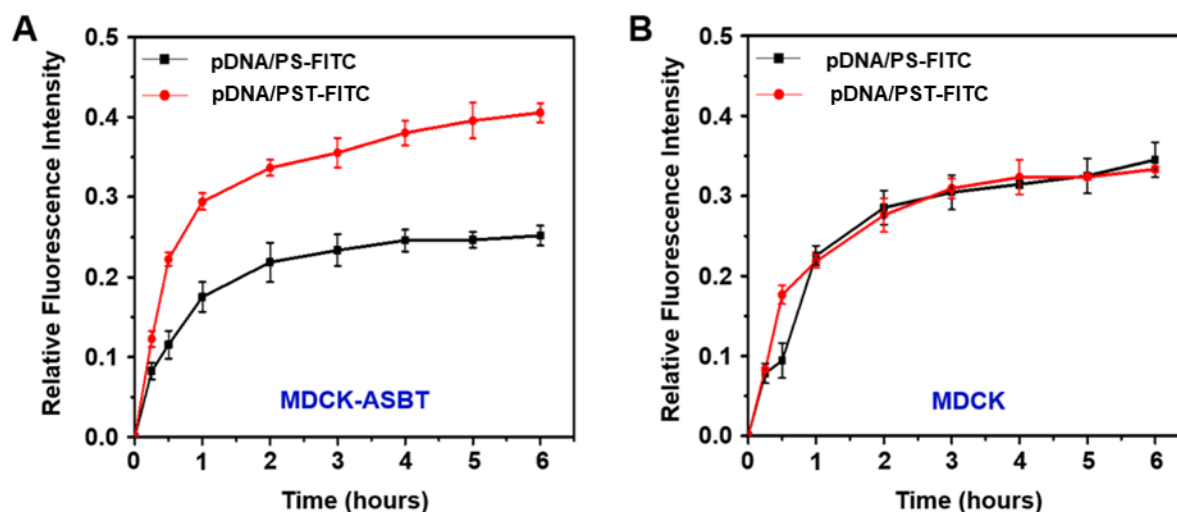 A
Relative Fluorescence Intensity
0.5
0.4
0.3
0.2
0.1
0.0
pDNA/PS-FITC
pDNA/PST-FITC
MDCK-ASBT
0 1 2 3 4 5 6
Time (hours)
B
Relative Fluorescence Intensity
0.5
0.4
0.3
0.2
0.1
0.0
pDNA/PS-FITC
pDNA/PST-FITC
MDCK
0 1 2 3 4 5 6
Time (hours)